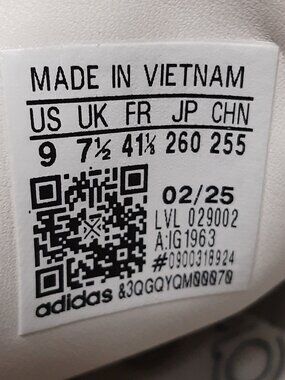 MADE IN VIETNAM
US UK FR JP CHN
9 7½ 41⅓ 260 255
02/25
LVL 029002
A:IG1963
#0900318924
adidas &3QGQYQM00070